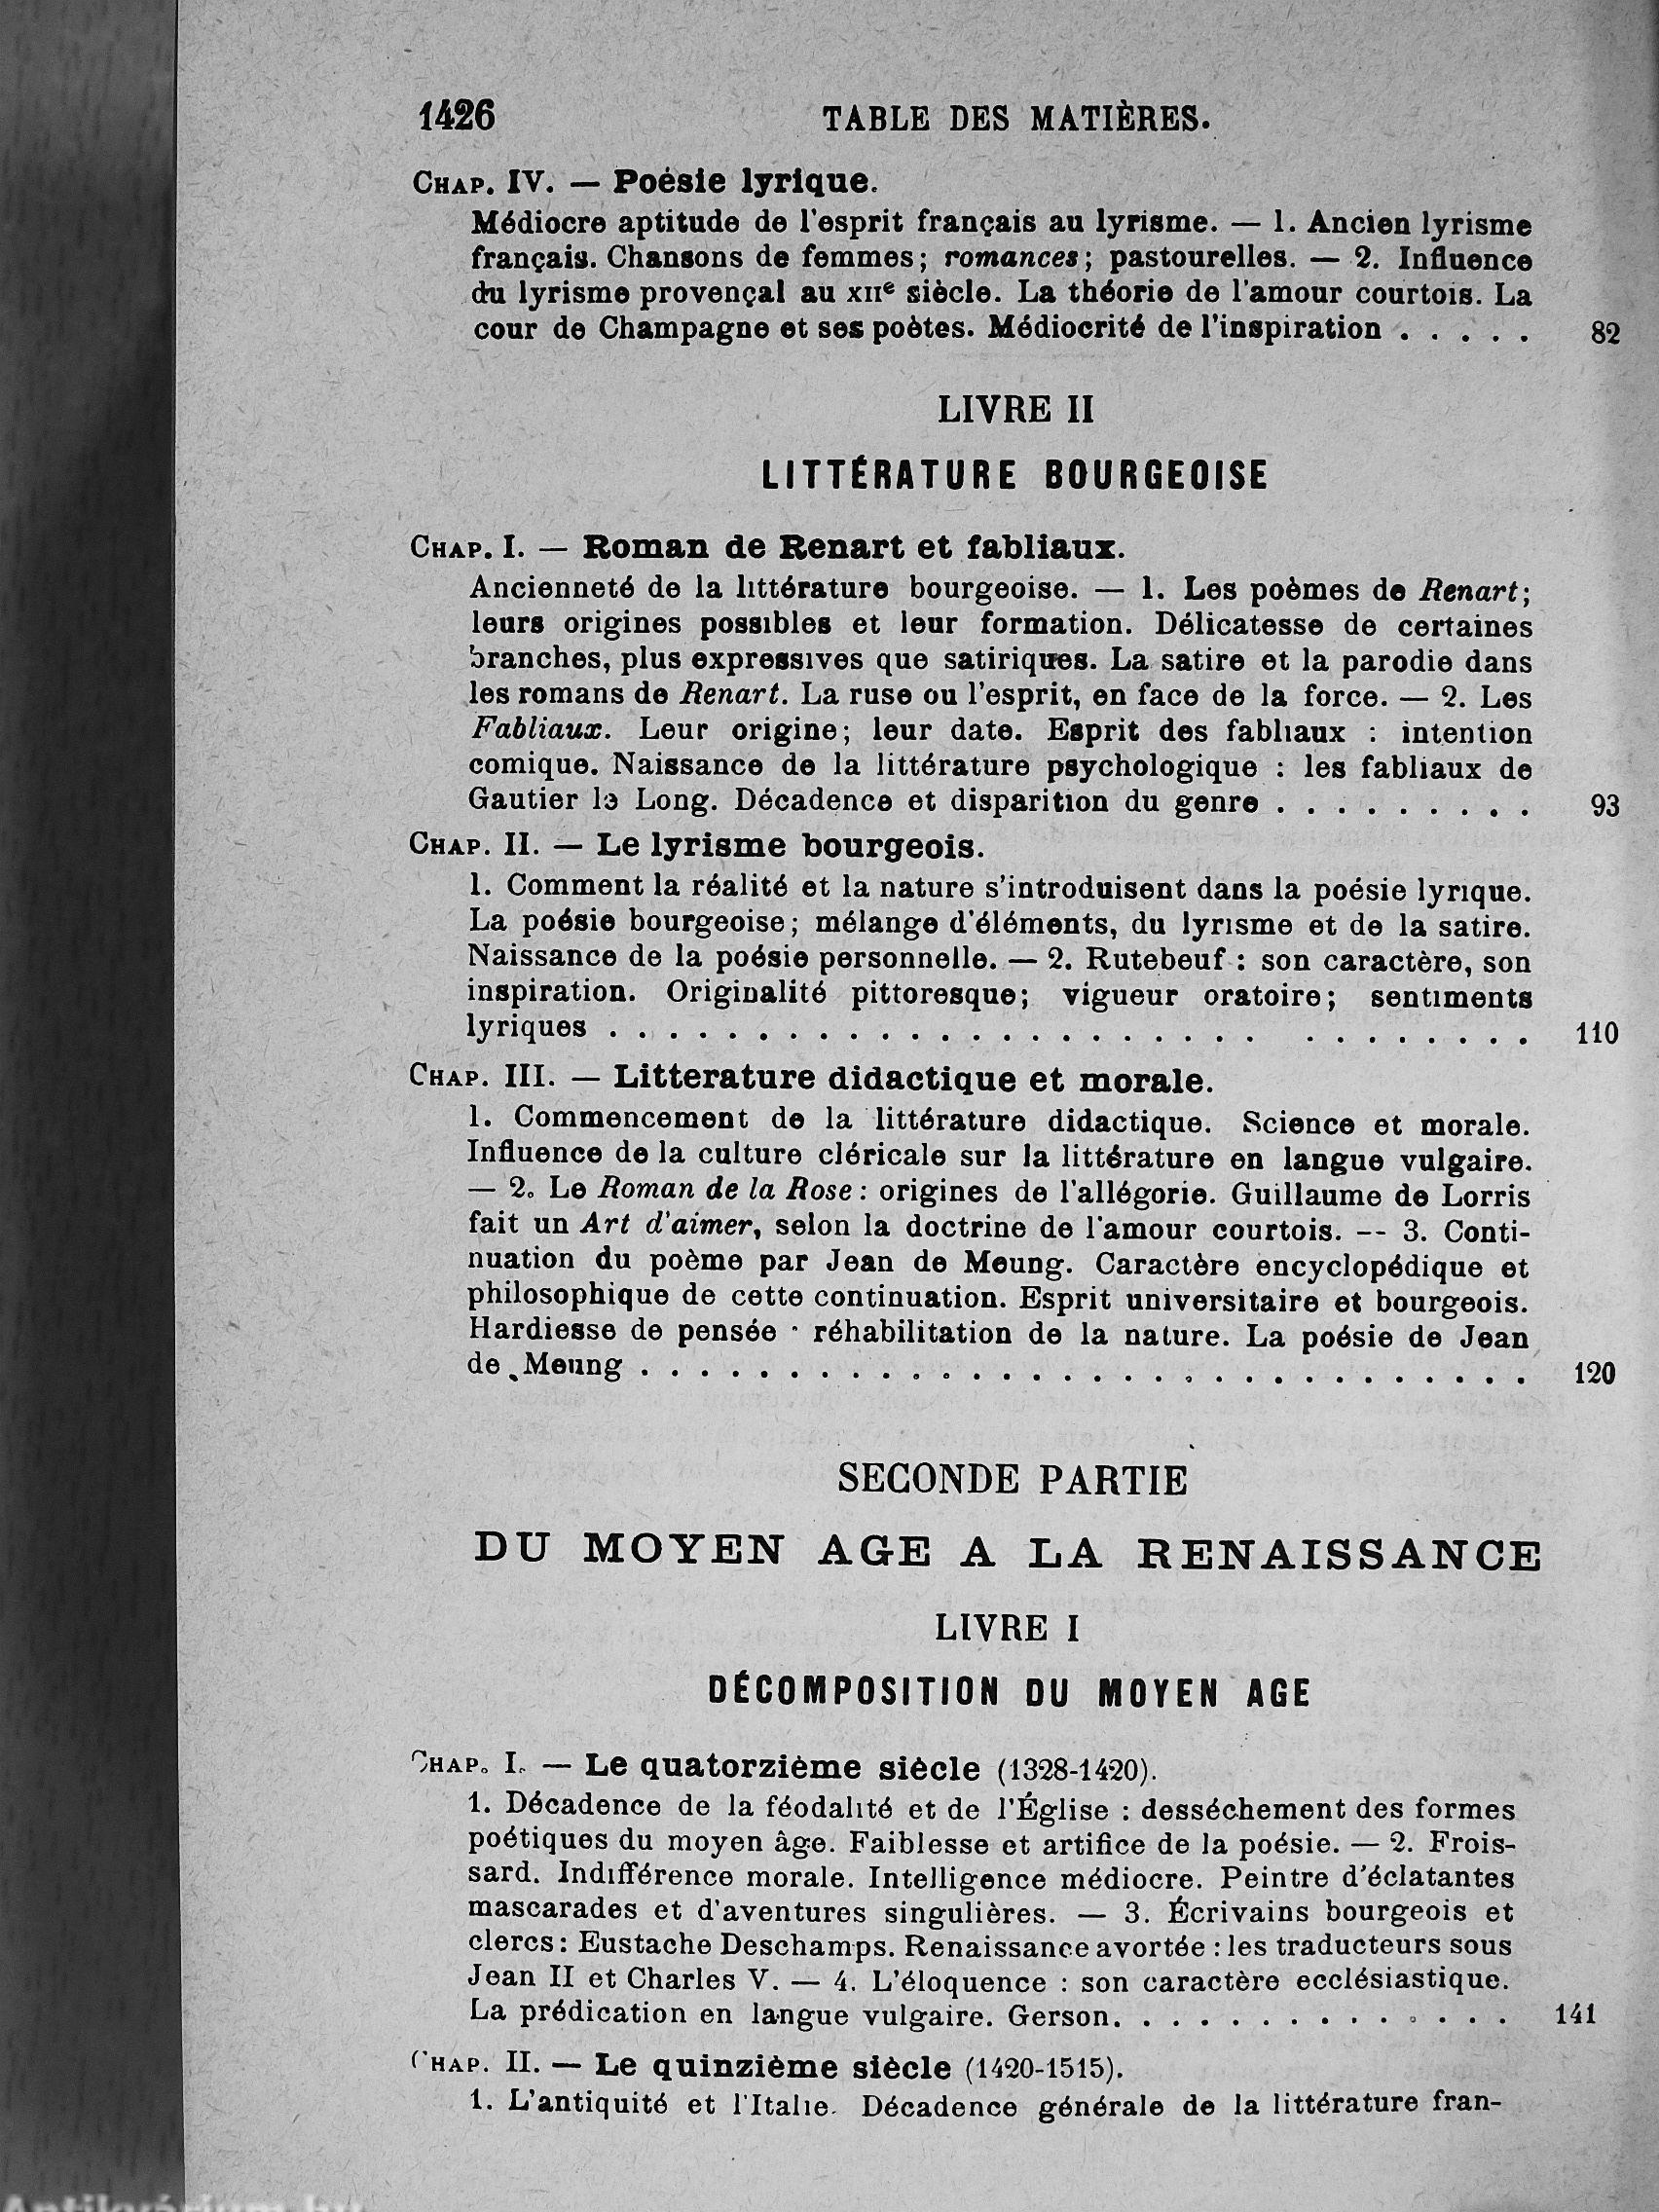 1426 TABLE DES MATIÈRES.
CHAP. IV. — Poésie lyrique.
Médiocre aptitude de l'esprit français au lyrisme. — 1. Ancien lyrisme
français. Chansons de femmes; romances; pastourelles. — 2. Influence
du lyrisme provençal au XIIe siècle. La théorie de l'amour courtois. La
cour de Champagne et ses poètes. Médiocrité de l'inspiration . . . . . 82
LIVRE II
LITTÉRATURE BOURGEOISE
CHAP. I. — Roman de Renart et fabliaux.
Ancienneté de la littérature bourgeoise. — 1. Les poèmes de Renart;
leurs origines possibles et leur formation. Délicatesse de certaines
branches, plus expressives que satiriques. La satire et la parodie dans
les romans de Renart. La ruse ou l'esprit, en face de la force. — 2. Les
Fabliaux. Leur origine; leur date. Esprit des fabliaux : intention
comique. Naissance de la littérature psychologique : les fabliaux de
Gautier le Long. Décadence et disparition du genre . . . . . . . . . 93
CHAP. II. — Le lyrisme bourgeois.
1. Comment la réalité et la nature s'introduisent dans la poésie lyrique.
La poésie bourgeoise; mélange d'éléments, du lyrisme et de la satire.
Naissance de la poésie personnelle. — 2. Rutebeuf : son caractère, son
inspiration. Originalité pittoresque; vigueur oratoire; sentiments
lyriques . . . . . . . . . . . . . . . . . . . . . . . . . . . . . . 110
CHAP. III. — Litterature didactique et morale.
1. Commencement de la littérature didactique. Science et morale.
Influence de la culture cléricale sur la littérature en langue vulgaire.
— 2. Le Roman de la Rose : origines de l'allégorie. Guillaume de Lorris
fait un Art d'aimer, selon la doctrine de l'amour courtois. -- 3. Conti-
nuation du poème par Jean de Meung. Caractère encyclopédique et
philosophique de cette continuation. Esprit universitaire et bourgeois.
Hardiesse de pensée · réhabilitation de la nature. La poésie de Jean
de Meung . . . . . . . . . . . . . . . . . . . . . . . . . . . . . . 120
SECONDE PARTIE
DU MOYEN AGE A LA RENAISSANCE
LIVRE I
DÉCOMPOSITION DU MOYEN AGE
CHAP. I. — Le quatorzième siècle (1328-1420).
1. Décadence de la féodalité et de l'Église : desséchement des formes
poétiques du moyen âge. Faiblesse et artifice de la poésie. — 2. Frois-
sard. Indifférence morale. Intelligence médiocre. Peintre d'éclatantes
mascarades et d'aventures singulières. — 3. Écrivains bourgeois et
clercs : Eustache Deschamps. Renaissance avortée : les traducteurs sous
Jean II et Charles V. — 4. L'éloquence : son caractère ecclésiastique.
La prédication en langue vulgaire. Gerson. . . . . . . . . . . . . . 141
CHAP. II. — Le quinzième siècle (1420-1515).
1. L'antiquité et l'Italie. Décadence générale de la littérature fran-
Antikvárium.hu